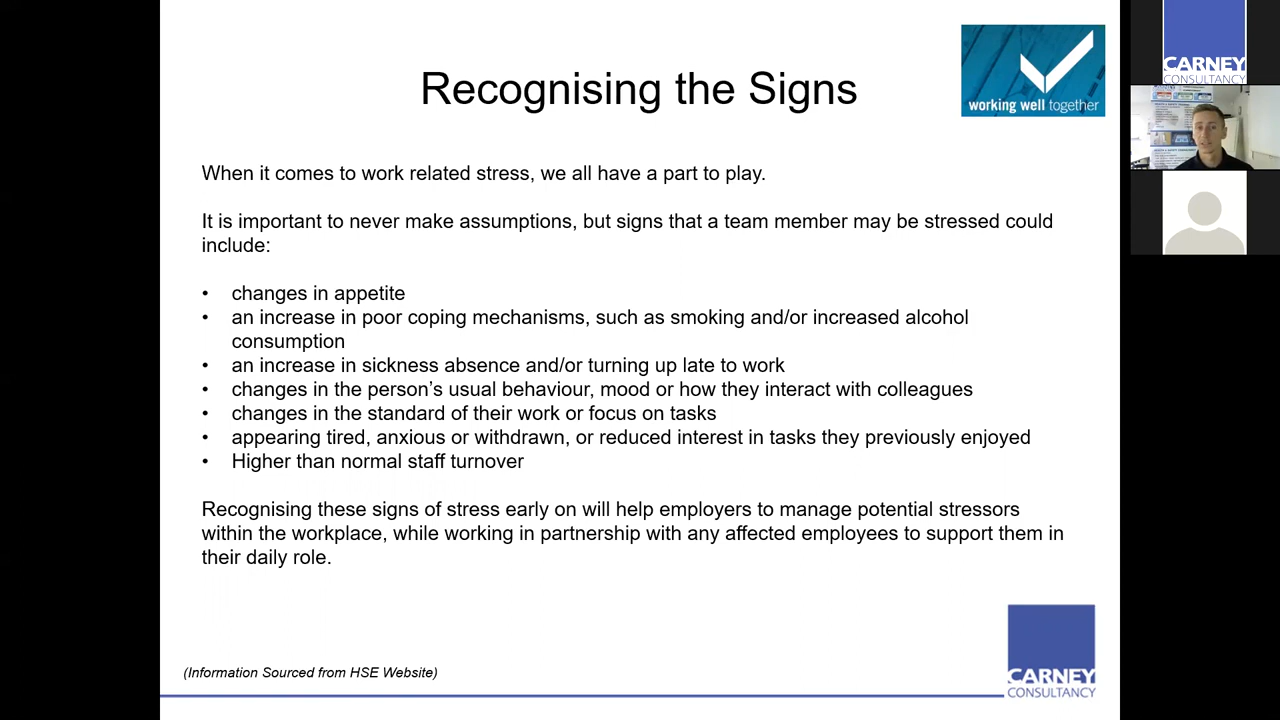 Recognising the Signs
working well together
CARNEY
CONSULTANCY
When it comes to work related stress, we all have a part to play.
It is important to never make assumptions, but signs that a team member may be stressed could
include:
• changes in appetite
• an increase in poor coping mechanisms, such as smoking and/or increased alcohol
consumption
• an increase in sickness absence and/or turning up late to work
• changes in the person's usual behaviour, mood or how they interact with colleagues
• changes in the standard of their work or focus on tasks
• appearing tired, anxious or withdrawn, or reduced interest in tasks they previously enjoyed
• Higher than normal staff turnover
Recognising these signs of stress early on will help employers to manage potential stressors
within the workplace, while working in partnership with any affected employees to support them in
their daily role.
(Information Sourced from HSE Website)
CARNEY
CONSULTANCY